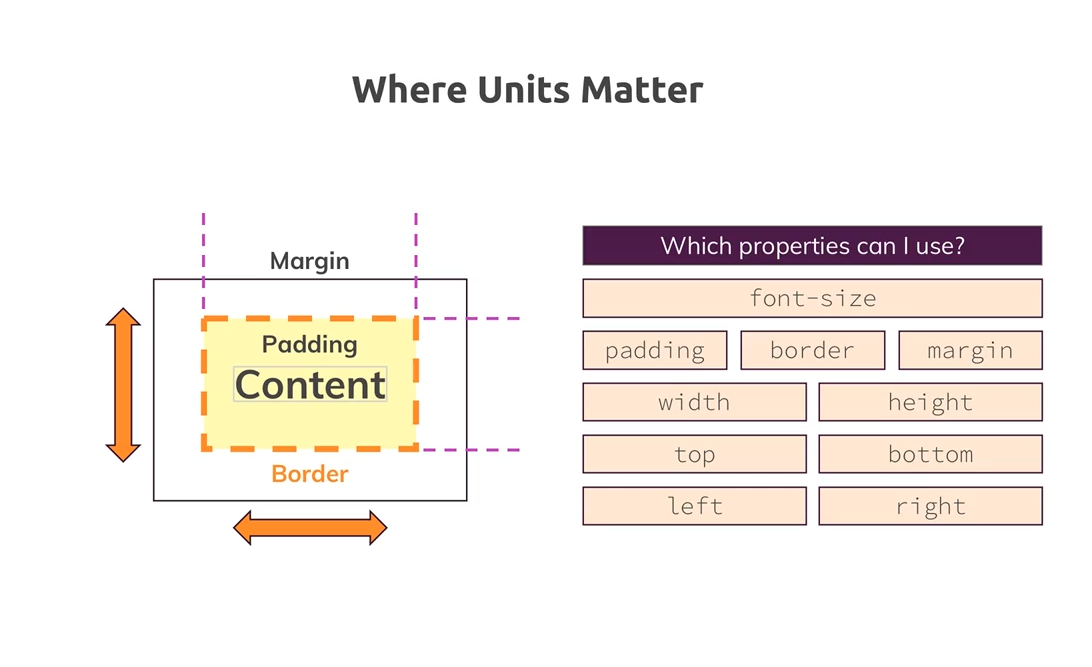 Where Units Matter
Margin
Padding
Content
Border
Which properties can I use?
font-size
padding border margin
width height
top bottom
left right